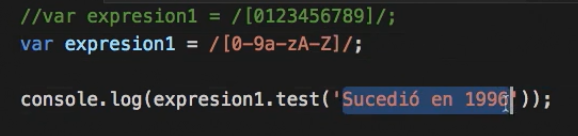 //var expresion1 = /[0123456789]/;
var expresion1 = /[0-9a-zA-Z]/;
console.log(expresion1.test('Sucedió en 1996'));